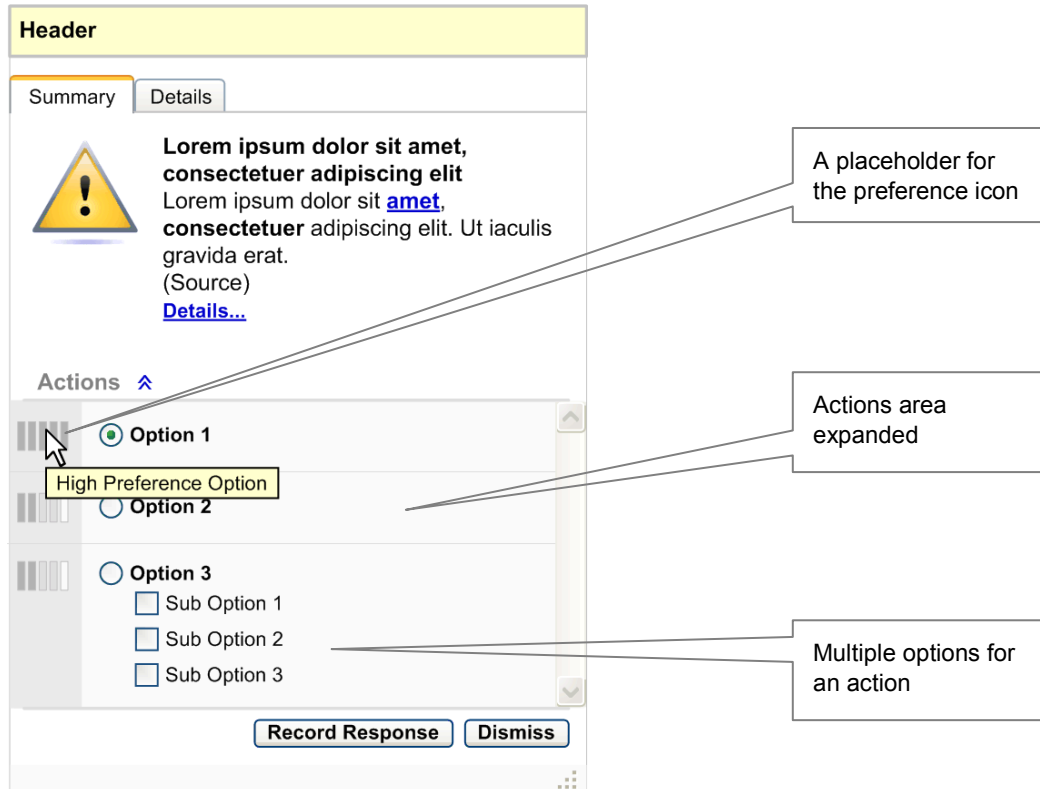 Header
Summary
Details
Lorem ipsum dolor sit amet,
consectetuer adipiscing elit
Lorem ipsum dolor sit amet,
consectetuer adipiscing elit. Ut iaculis
gravida erat.
(Source)
Details...
Actions
Option 1
High Preference Option
Option 2
Option 3
Sub Option 1
Sub Option 2
Sub Option 3
Record Response
Dismiss
A placeholder for
the preference icon
Actions area
expanded
Multiple options for
an action